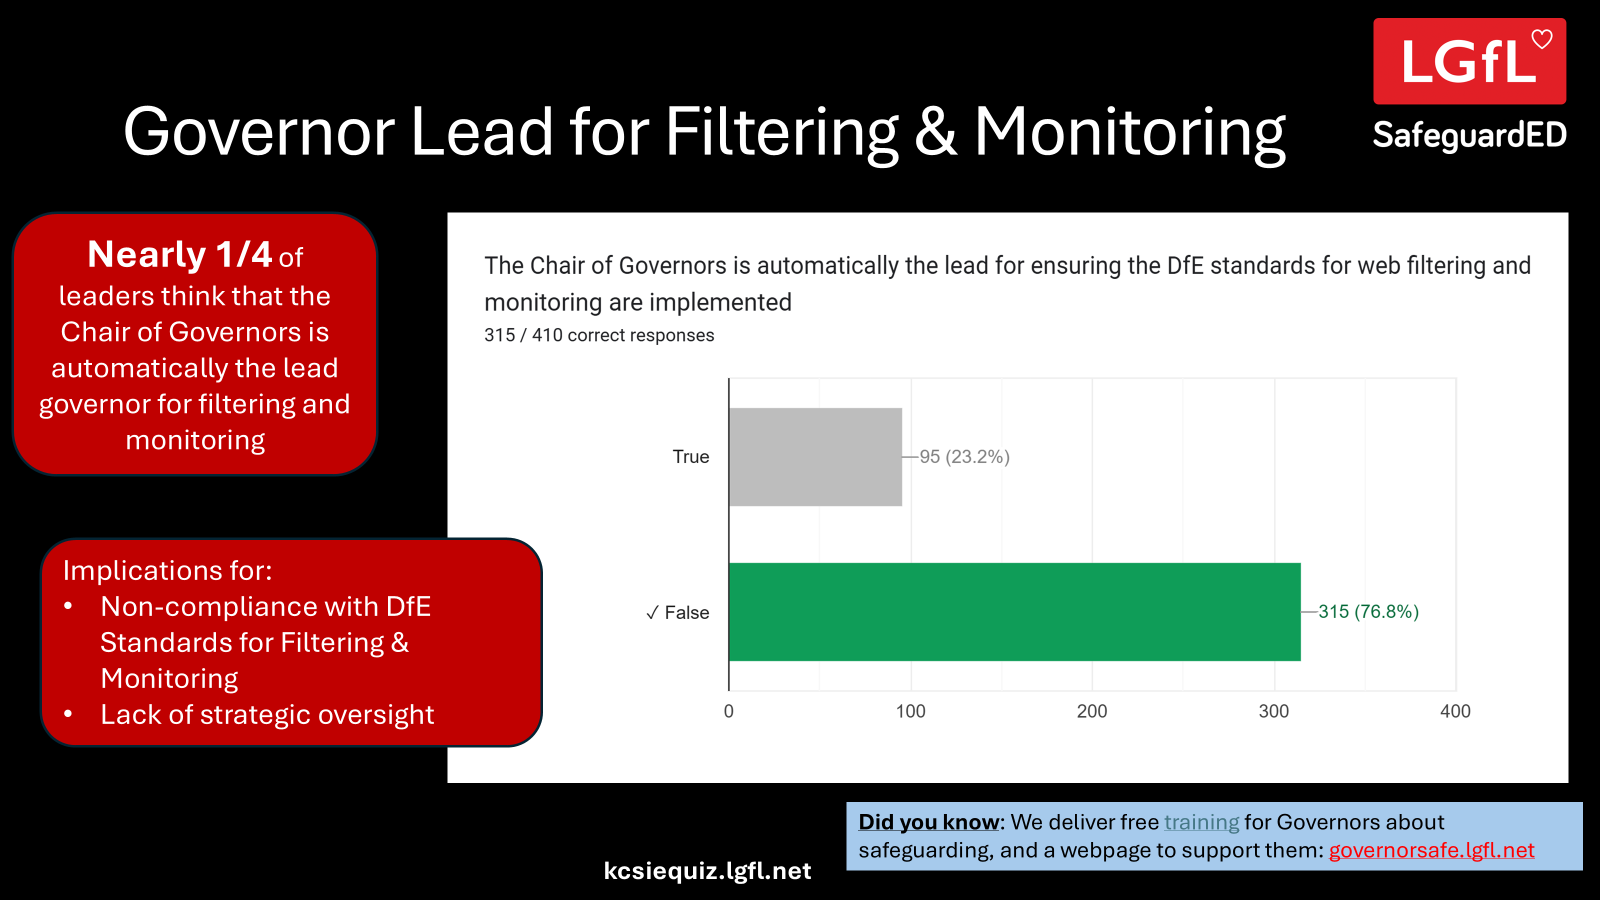 LGfL
SafeguardED
Governor Lead for Filtering & Monitoring
Nearly 1/4 of
leaders think that the
Chair of Governors is
automatically the lead
governor for filtering and
monitoring
Implications for:
• Non-compliance with DfE
Standards for Filtering &
Monitoring
• Lack of strategic oversight
The Chair of Governors is automatically the lead for ensuring the DfE standards for web filtering and
monitoring are implemented
315 / 410 correct responses
True
95 (23.2%)
✓ False
315 (76.8%)
0 100 200 300 400
Did you know: We deliver free training for Governors about
safeguarding, and a webpage to support them: governorsafe.lgfl.net
kcsiequiz.lgfl.net